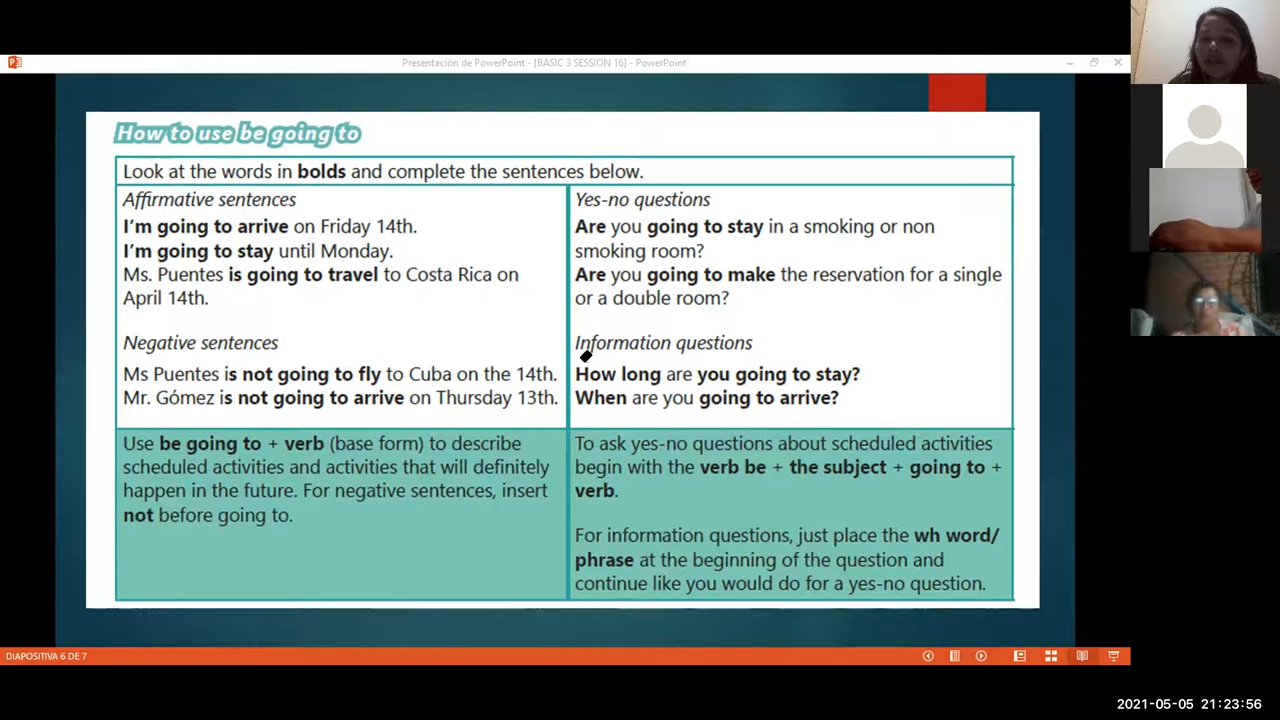 Presentación de PowerPoint - [BASIC 3 SESSION 16] - PowerPoint
How to use be going to
Look at the words in bolds and complete the sentences below.
Affirmative sentences
I'm going to arrive on Friday 14th.
I'm going to stay until Monday.
Ms. Puentes is going to travel to Costa Rica on
April 14th.
Negative sentences
Ms Puentes is not going to fly to Cuba on the 14th.
Mr. Gómez is not going to arrive on Thursday 13th.
Use be going to + verb (base form) to describe
scheduled activities and activities that will definitely
happen in the future. For negative sentences, insert
not before going to.
Yes-no questions
Are you going to stay in a smoking or non
smoking room?
Are you going to make the reservation for a single
or a double room?
Information questions
How long are you going to stay?
When are you going to arrive?
To ask yes-no questions about scheduled activities
begin with the verb be + the subject + going to +
verb.
For information questions, just place the wh word/
phrase at the beginning of the question and
continue like you would do for a yes-no question.
DIAPOSITIVA 6 DE 7
2021-05-05 21:23:56